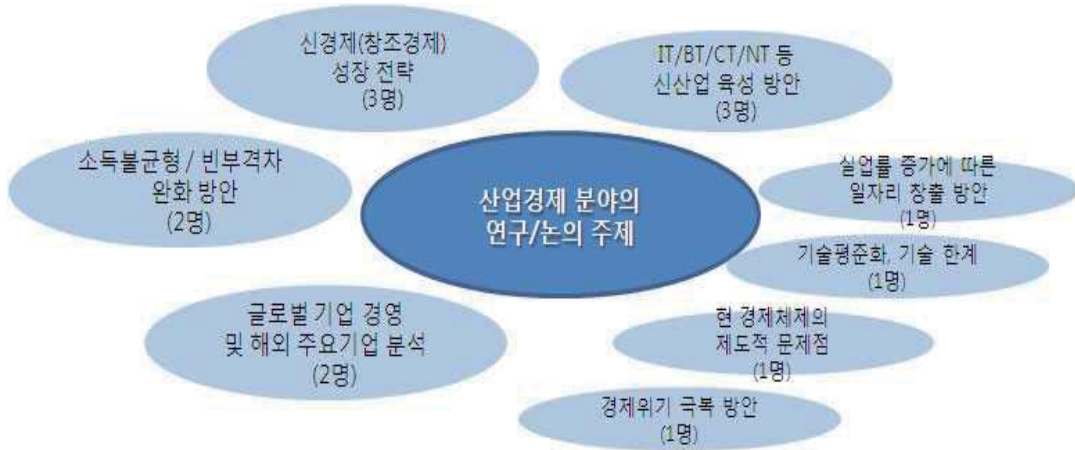 신경제(창조경제)
성장 전략
(3명)
IT/BT/CT/NT 등
신산업 육성 방안
(3명)
소득불균형 / 빈부격차
완화 방안
(2명)
산업경제 분야의
연구/논의 주제
실업률 증가에 따른
일자리 창출 방안
(1명)
기술평준화, 기술 한계
(1명)
글로벌 기업 경영
및 해외 주요기업 분석
(2명)
현 경제체제의
제도적 문제점
(1명)
경제위기 극복 방안
(1명)